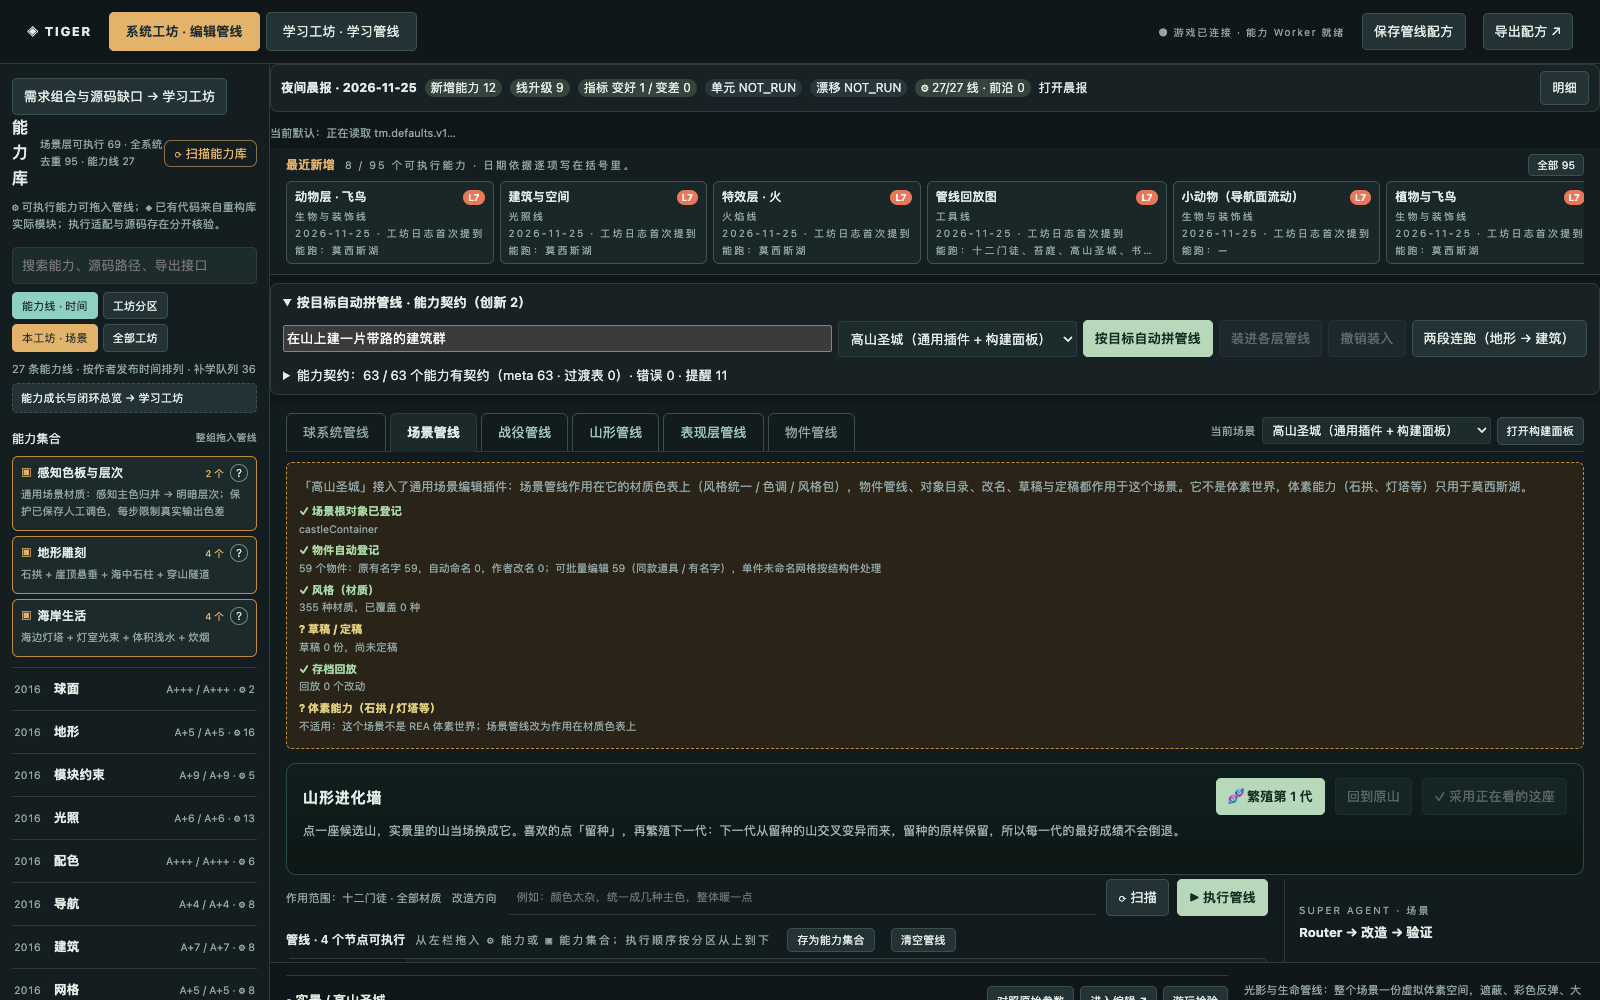 ◈ TIGER
系统工坊 · 编辑管线
学习工坊 · 学习管线
游戏已连接 · 能力 Worker 就绪
保存管线配方
导出配方 ↗
需求组合与源码缺口 → 学习工坊
能力库
场景层可执行 69 · 全系统去重 95 · 能力线 27
⟳ 扫描能力库
⚙ 可执行能力可拖入管线；◆ 已有代码来自重构库实际模块；执行适配与源码存在分开核验。
搜索能力、源码路径、导出接口
能力线 · 时间
工坊分区
本工坊 · 场景
全部工坊
27 条能力线 · 按作者发布时间排列 · 补学队列 36
能力成长与闭环总览 → 学习工坊
能力集合
整组拖入管线
▣ 感知色板与层次
2 个 ?
通用场景材质：感知主色归并 → 明暗层次；保护已保存人工调色，每步限制真实输出色差
▣ 地形雕刻
4 个 ?
石拱 + 崖顶悬垂 + 海中石柱 + 穿山隧道
▣ 海岸生活
4 个 ?
海边灯塔 + 灯室光束 + 体积浅水 + 炊烟
2016 球面 A+++ / A+++ · ⚙ 2
2016 地形 A+5 / A+5 · ⚙ 16
2016 模块约束 A+9 / A+9 · ⚙ 5
2016 光照 A+6 / A+6 · ⚙ 13
2016 配色 A+++ / A+++ · ⚙ 6
2016 导航 A+4 / A+4 · ⚙ 8
2016 建筑 A+7 / A+7 · ⚙ 8
2016 网格 A+5 / A+5 · ⚙ 8
夜间晨报 · 2026-11-25 新增能力 12 线升级 9 指标 变好 1 / 变差 0 单元 NOT_RUN 漂移 NOT_RUN ⚙ 27/27 线 · 前沿 0 打开晨报
明细
当前默认：正在读取 tm.defaults.v1…
最近新增 8 / 95 个可执行能力 · 日期依据逐项写在括号里。
全部 95
动物层 · 飞鸟 L7
生物与装饰线
2026-11-25 · 工坊日志首次提到
能跑：莫西斯湖
建筑与空间 L7
光照线
2026-11-25 · 工坊日志首次提到
能跑：莫西斯湖
特效层 · 火 L7
火焰线
2026-11-25 · 工坊日志首次提到
能跑：莫西斯湖
管线回放图 L7
工具线
2026-11-25 · 工坊日志首次提到
能跑：十二门徒、苔庭、高山圣城、书…
小动物（导航面流动） L7
生物与装饰线
2026-11-25 · 工坊日志首次提到
能跑：—
植物与飞鸟 L7
生物与装饰线
2026-11-25 · 工坊日志首次提到
能跑：莫西斯湖
▼ 按目标自动拼管线 · 能力契约（创新 2）
在山上建一片带路的建筑群
高山圣城（通用插件 + 构建面板）
按目标自动拼管线
装进各层管线
撤销装入
两段连跑（地形 → 建筑）
▶ 能力契约：63 / 63 个能力有契约（meta 63 · 过渡表 0）· 错误 0 · 提醒 11
球系统管线
场景管线
战役管线
山形管线
表现层管线
物件管线
当前场景
高山圣城（通用插件 + 构建面板）
打开构建面板
「高山圣城」接入了通用场景编辑插件：场景管线作用在它的材质色表上（风格统一 / 色调 / 风格包），物件管线、对象目录、改名、草稿与定稿都作用于这个场景。它不是体素世界，体素能力（石拱、灯塔等）只用于莫西斯湖。
✓ 场景根对象已登记
castleContainer
✓ 物件自动登记
59 个物件：原有名字 59，自动命名 0，作者改名 0；可批量编辑 59（同款道具 / 有名字），单件未命名网格按结构件处理
✓ 风格（材质）
355 种材质，已覆盖 0 种
? 草稿 / 定稿
草稿 0 份，尚未定稿
✓ 存档回放
回放 0 个改动
? 体素能力（石拱 / 灯塔等）
不适用：这个场景不是 REA 体素世界；场景管线改为作用在材质色表上
山形进化墙
🧬 繁殖第 1 代
回到原山
✓ 采用正在看的这座
点一座候选山，实景里的山当场换成它。喜欢的点「留种」，再繁殖下一代：下一代从留种的山交叉变异而来，留种的原样保留，所以每一代的最好成绩不会倒退。
作用范围：十二门徒 · 全部材质 改造方向 例如：颜色太杂，统一成几种主色，整体暖一点
⟳ 扫描
▶ 执行管线
管线 · 4 个节点可执行 从左栏拖入 ⚙ 能力或 ▣ 能力集合；执行顺序按分区从上到下
存为能力集合
清空管线
SUPER AGENT · 场景
Router → 改造 → 验证
光影与生命管线：整个场景一份虚拟体素空间，遮蔽、彩色反弹、大